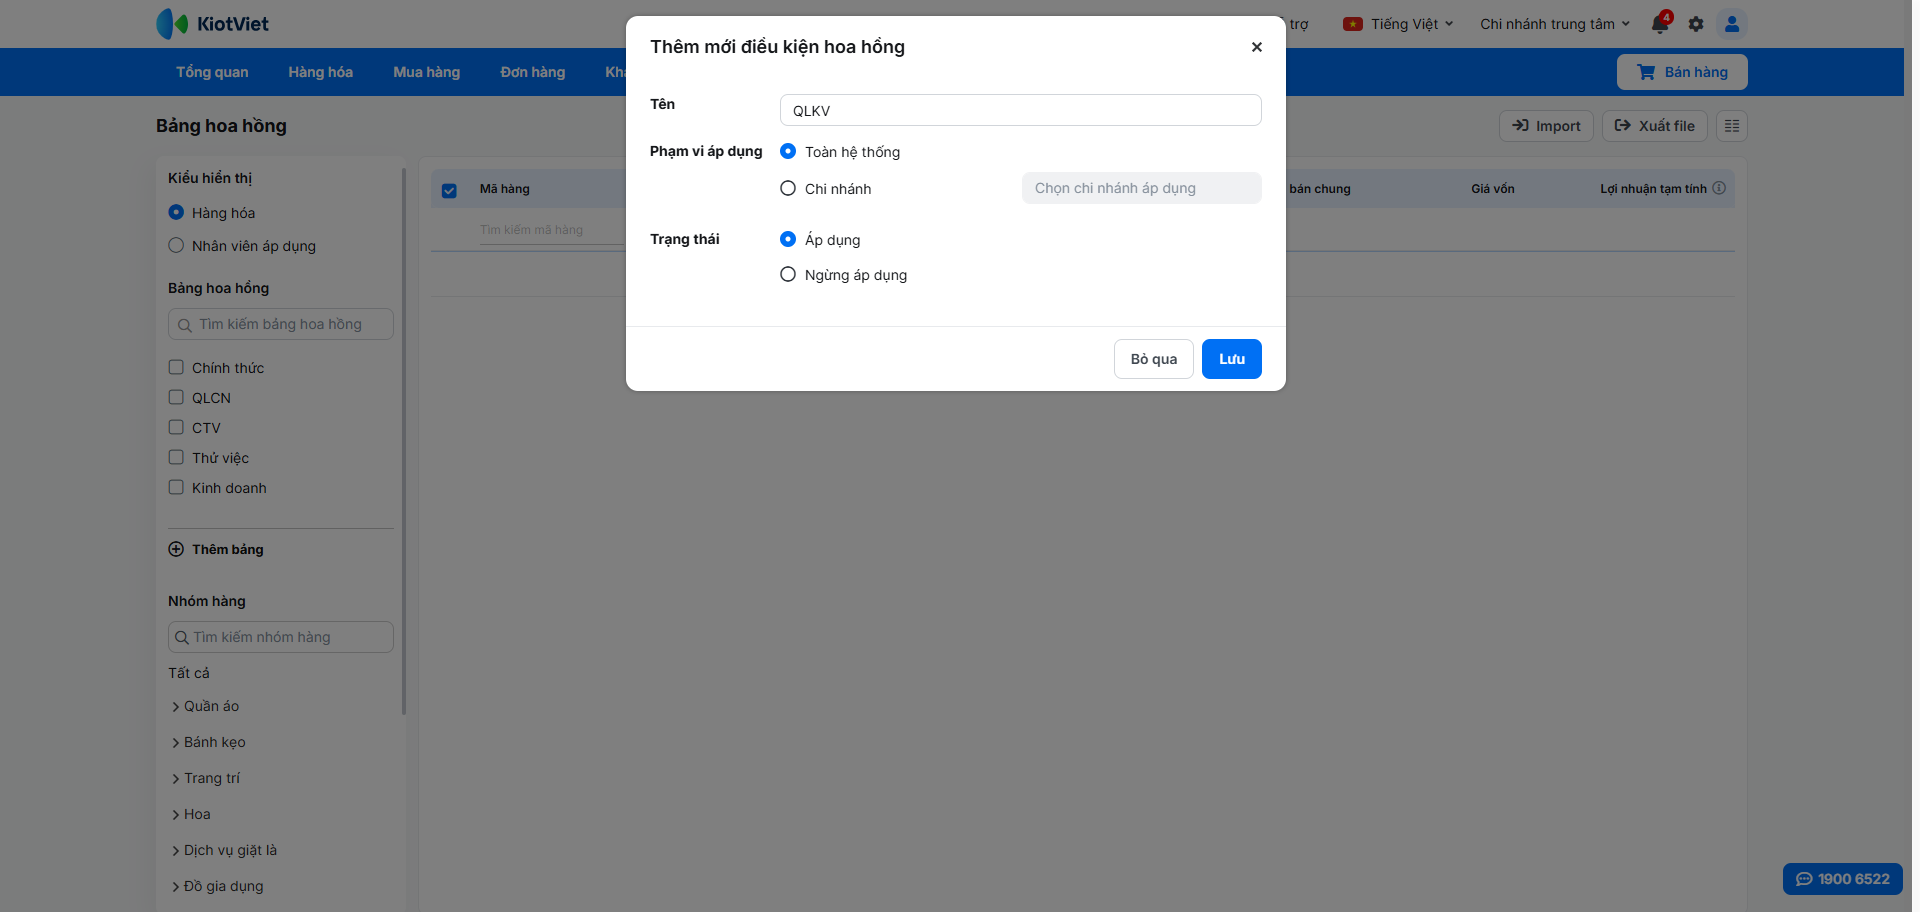 KiotViet
trợ
Tiếng Việt
Chi nhánh trung tâm
4
Tổng quan
Hàng hóa
Mua hàng
Đơn hàng
Bán hàng
Bảng hoa hồng
Import
Xuất file
Thêm mới điều kiện hoa hồng
Tên
QLKV
Phạm vi áp dụng
Toàn hệ thống
Chi nhánh
Chọn chi nhánh áp dụng
Trạng thái
Áp dụng
Ngừng áp dụng
Bỏ qua
Lưu
Kiểu hiển thị
Hàng hóa
Nhân viên áp dụng
Bảng hoa hồng
Tìm kiếm bảng hoa hồng
Chính thức
QLCN
CTV
Thử việc
Kinh doanh
Thêm bảng
Nhóm hàng
Tìm kiếm nhóm hàng
Tất cả
Quần áo
Bánh kẹo
Trang trí
Hoa
Dịch vụ giặt là
Đồ gia dụng
Mã hàng
bán chung
Giá vốn
Lợi nhuận tạm tính
Tìm kiếm mã hàng
1900 6522